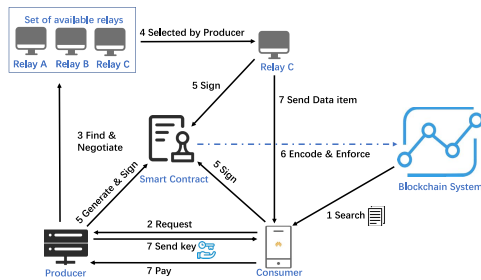 Set of available relays
Relay A
Relay B
Relay C
4 Selected by Producer
Relay C
5 Sign
7 Send Data item
3 Find &
Negotiate
5 Generate & Sign
Smart Contract
6 Encode & Enforce
5 Sign
Blockchain System
1 Search
2 Request
7 Send key
7 Pay
Producer
Consumer